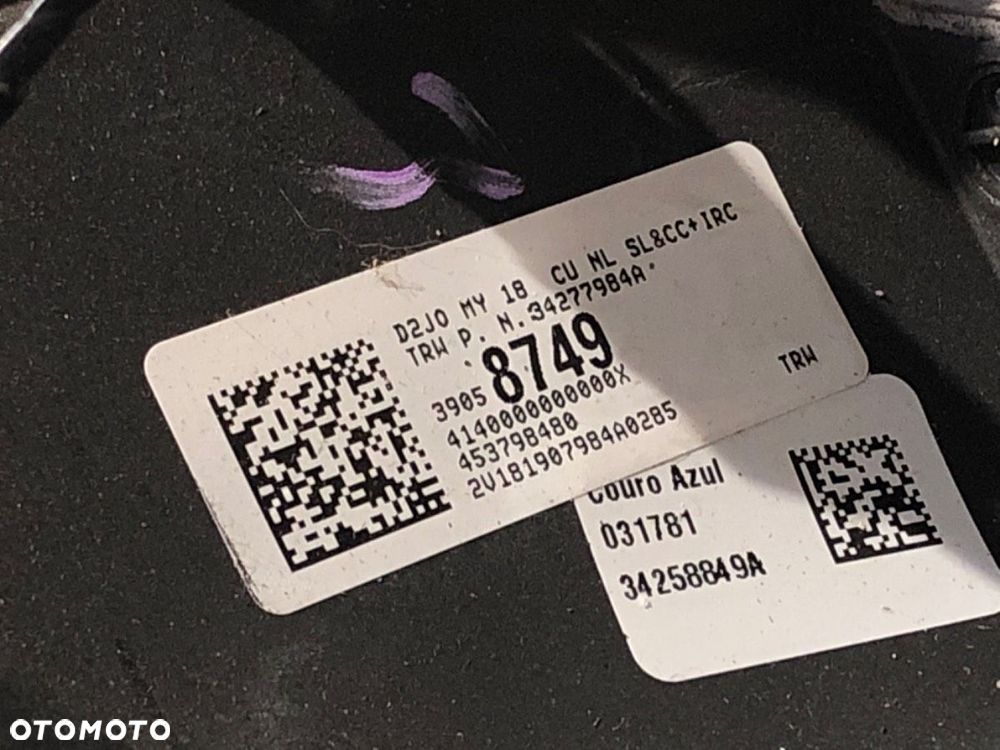 D2JO MY 18 CU NL SL&CC+IRC
TRW P. N.34277984A
3905 8749
41400000000000X
453798480
2V181907984A0285
TRW
Couro Azul
031781
34258849A
OTOMOTO